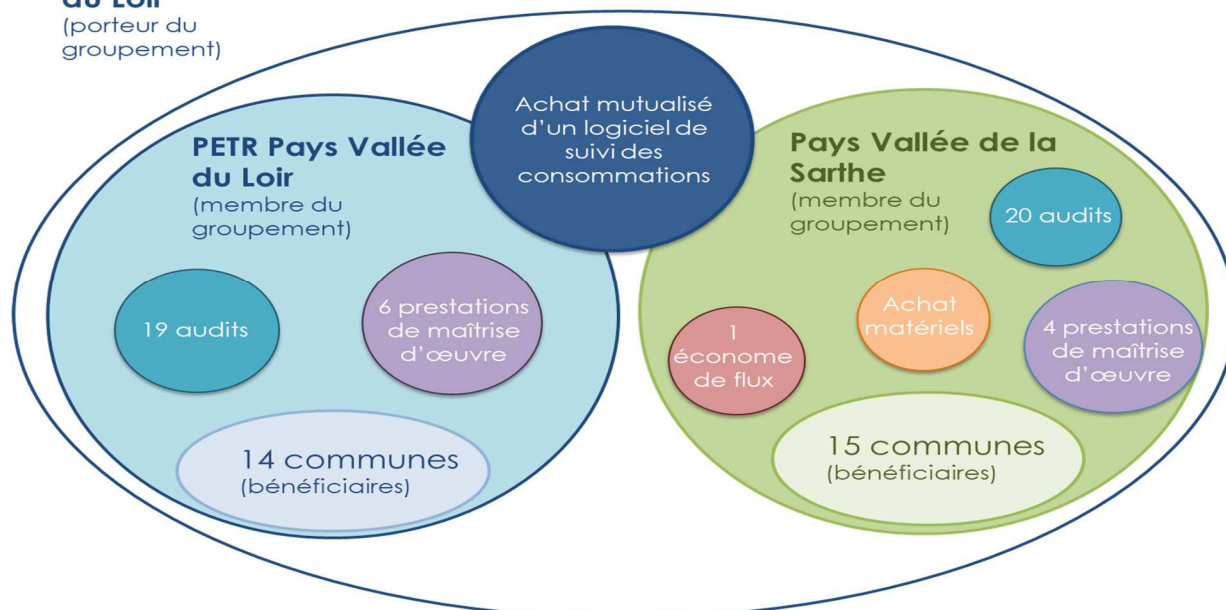 du Loir
(porteur du
groupement)
Achat mutualisé
d'un logiciel de
suivi des
consommations
PETR Pays Vallée
du Loir
(membre du
groupement)
19 audits
6 prestations
de maîtrise
d'œuvre
14 communes
(bénéficiaires)
Pays Vallée de la
Sarthe
(membre du
groupement)
20 audits
1
économe
de flux
Achat
matériels
4 prestations
de maîtrise
d'œuvre
15 communes
(bénéficiaires)